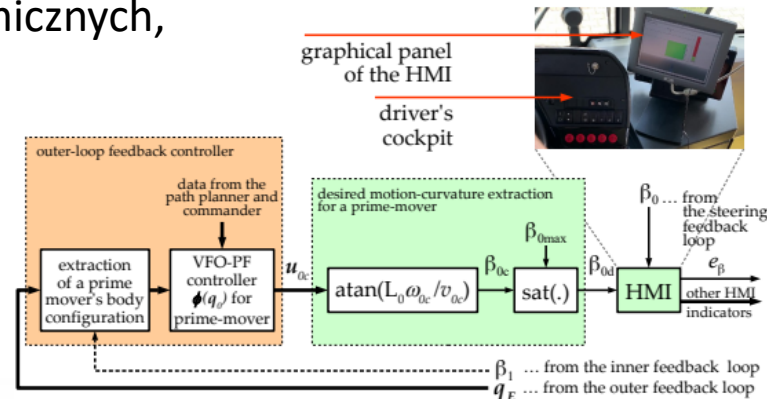 nicznych,
graphical panel
of the HMI
driver's
cockpit
outer-loop feedback controller
data from the
path planner and
commander
extraction
of a prime
mover's body
configuration
VFO-PF
controller
ϕ(q₀) for
prime-mover
u₀c
desired motion-curvature extraction
for a prime-mover
atan(L₀ω₀c/v₀c)
β₀c
β₀max
sat(.)
β₀d
β₀ ... from
the steering
feedback
loop
HMI
eᵦ
other HMI
indicators
β₁ ... from the inner feedback loop
q_F ... from the outer feedback loop